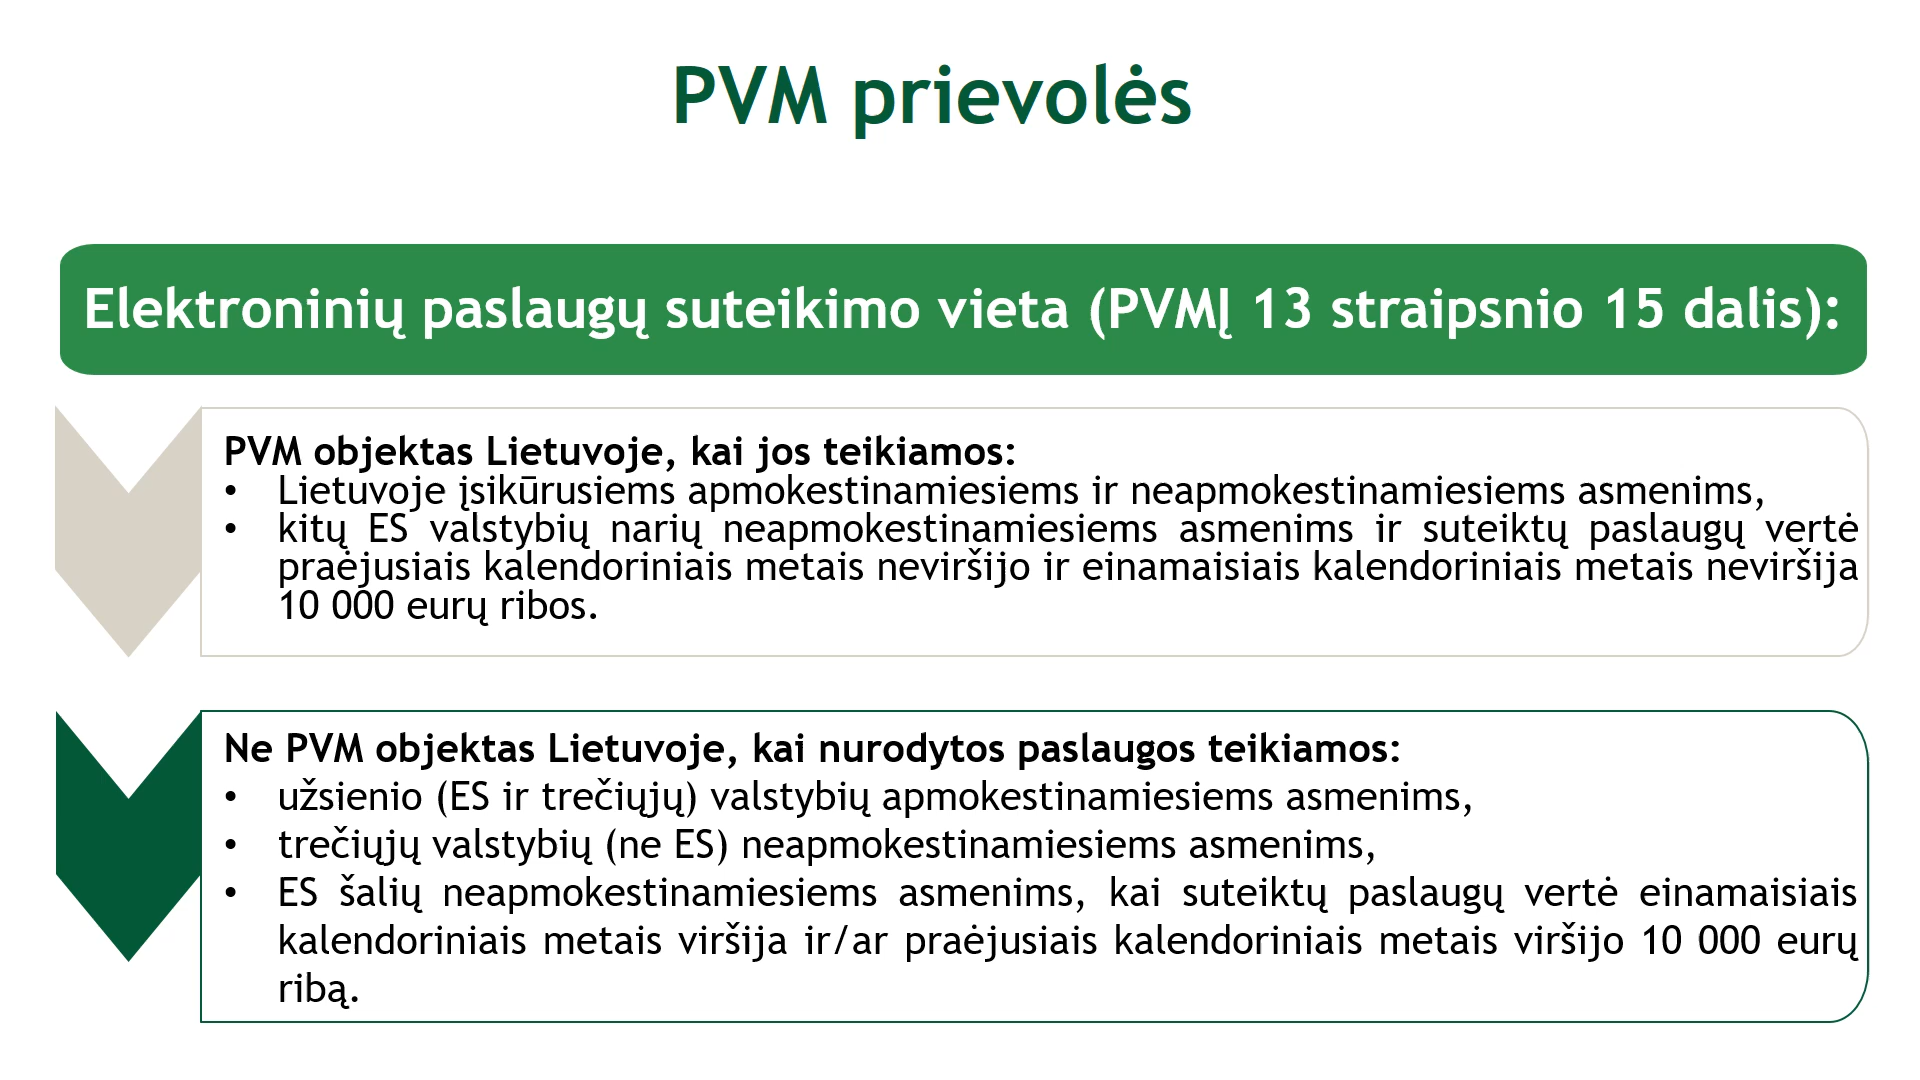 PVM prievolės
Elektroninių paslaugų suteikimo vieta (PVMĮ 13 straipsnio 15 dalis):
PVM objektas Lietuvoje, kai jos teikiamos:
• Lietuvoje įsikūrusiems apmokestinamiesiems ir neapmokestinamiesiems asmenims,
• kitų ES valstybių narių neapmokestinamiesiems asmenims ir suteiktų paslaugų vertė
praėjusiais kalendoriniais metais neviršijo ir einamaisiais kalendoriniais metais neviršija
10 000 eurų ribos.
Ne PVM objektas Lietuvoje, kai nurodytos paslaugos teikiamos:
• užsienio (ES ir trečiųjų) valstybių apmokestinamiesiems asmenims,
• trečiųjų valstybių (ne ES) neapmokestinamiesiems asmenims,
• ES šalių neapmokestinamiesiems asmenims, kai suteiktų paslaugų vertė einamaisiais
kalendoriniais metais viršija ir/ar praėjusiais kalendoriniais metais viršijo 10 000 eurų
ribą.